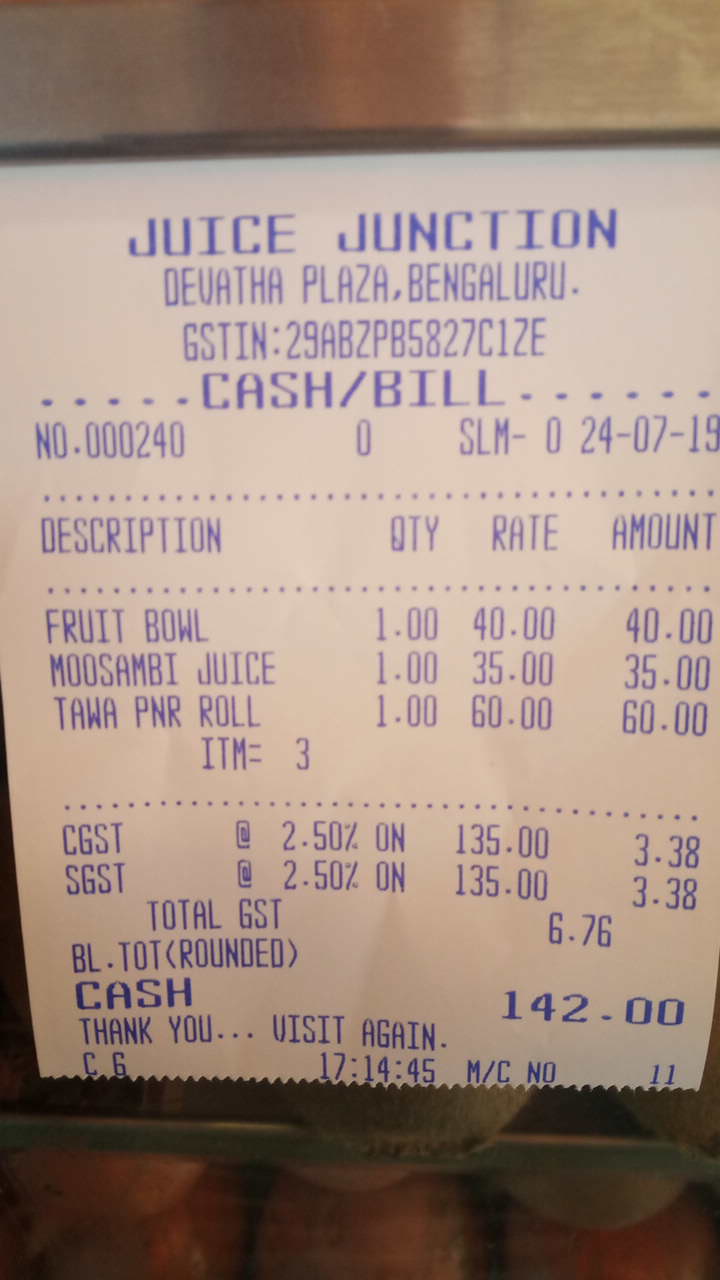 JUICE JUNCTION
DEVATHA PLAZA,BENGALURU.
GSTIN:29ABZPB5827C1ZE
.....CASH/BILL......
NO.000240 0 SLM- 0 24-07-19
DESCRIPTION QTY RATE AMOUNT
FRUIT BOWL 1.00 40.00 40.00
MOOSAMBI JUICE 1.00 35.00 35.00
TAWA PNR ROLL 1.00 60.00 60.00
ITM= 3
CGST @ 2.50% ON 135.00 3.38
SGST @ 2.50% ON 135.00 3.38
TOTAL GST 6.76
BL.TOT(ROUNDED)
CASH 142.00
THANK YOU... VISIT AGAIN.
C 6 17:14:45 M/C NO 11